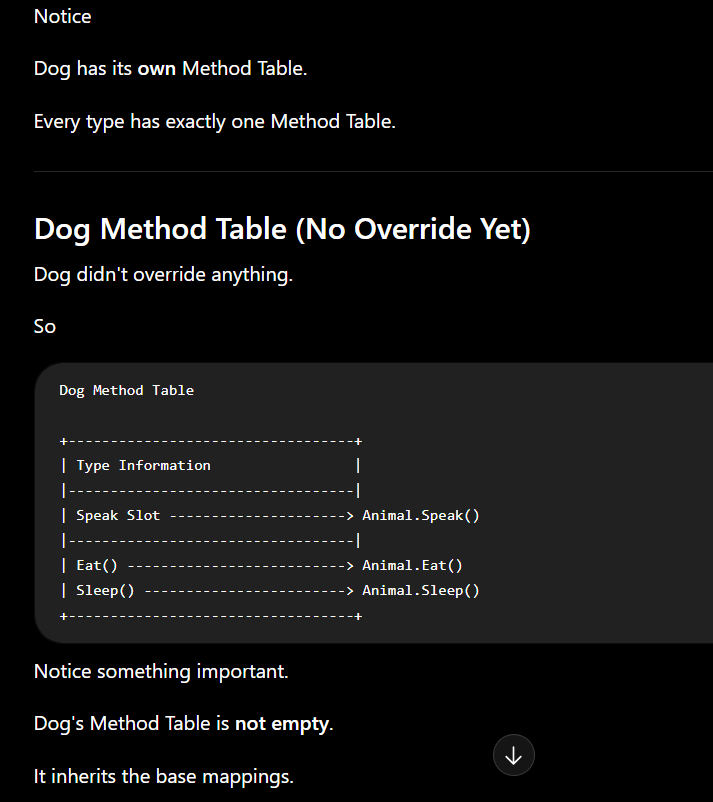 Notice
Dog has its own Method Table.
Every type has exactly one Method Table.
Dog Method Table (No Override Yet)
Dog didn't override anything.
So
Dog Method Table
+----------------------------------+
| Type Information                 |
|----------------------------------|
| Speak Slot ---------------------> Animal.Speak()
|----------------------------------|
| Eat() --------------------------> Animal.Eat()
| Sleep() ------------------------> Animal.Sleep()
+----------------------------------+
Notice something important.
Dog's Method Table is not empty.
It inherits the base mappings.